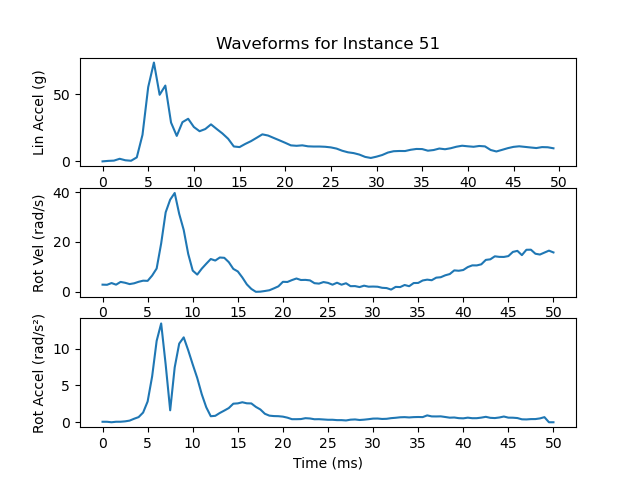 Waveforms for Instance 51
Lin Accel (g)
50
0
0 5 10 15 20 25 30 35 40 45 50
Rot Vel (rad/s)
40
20
0
0 5 10 15 20 25 30 35 40 45 50
Rot Accel (rad/s²)
10
5
0
0 5 10 15 20 25 30 35 40 45 50
Time (ms)